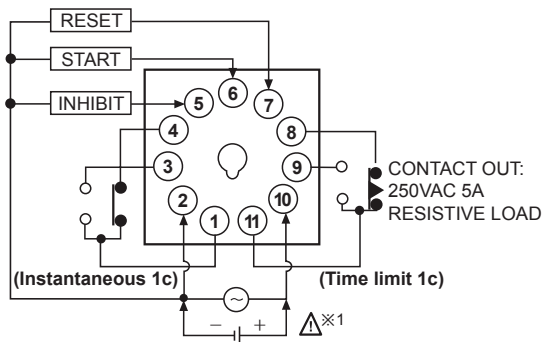 RESET
START
INHIBIT
6
5
7
4
8
3
9
2
10
1
11
CONTACT OUT:
250VAC 5A
RESISTIVE LOAD
(Instantaneous 1c)
(Time limit 1c)
~
− +
⚠※1